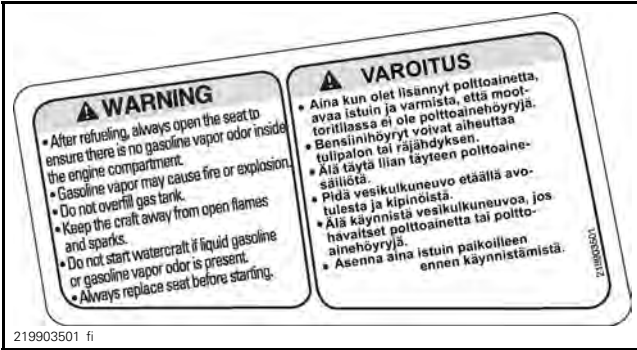 ⚠ WARNING
• After refueling, always open the seat to
ensure there is no gasoline vapor odor inside
the engine compartment.
• Gasoline vapor may cause fire or explosion.
• Do not overfill gas tank.
• Keep the craft away from open flames
and sparks.
• Do not start watercraft if liquid gasoline
or gasoline vapor odor is present.
• Always replace seat before starting.
⚠ VAROITUS
• Aina kun olet lisännyt polttoainetta,
avaa istuin ja varmista, että moot-
toritilassa ei ole polttoainehöyryjä.
• Bensiinihöyryt voivat aiheuttaa
tulipalon tai räjähdyksen.
• Älä täytä liian täyteen polttoaine-
säiliötä.
• Pidä vesikulkuneuvo etäällä avo-
tulesta ja kipinöistä.
• Älä käynnistä vesikulkuneuvoa, jos
havaitset polttoainetta tai poltto-
ainehöyryjä.
• Asenna aina istuin paikoilleen
ennen käynnistämistä.
219903501 fi